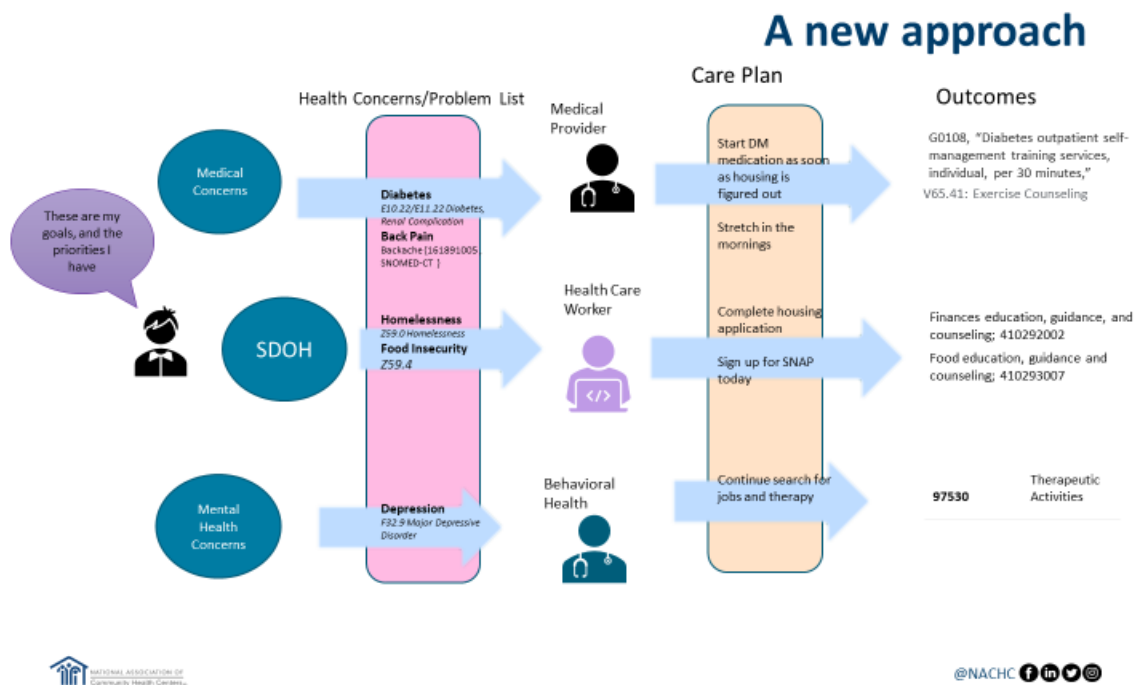 A new approach
Health Concerns/Problem List
Care Plan
Outcomes
These are my
goals, and the
priorities I
have
Medical
Concerns
Diabetes
E10.22/E11.22 Diabetes,
Renal Complication
Back Pain
Backache [161891005,
SNOMED-CT ]
Medical
Provider
Start DM
medication as soon
as housing is
figured out
Stretch in the
mornings
G0108, "Diabetes outpatient self-
management training services,
individual, per 30 minutes,"
V65.41: Exercise Counseling
SDOH
Homelessness
Z59.0 Homelessness
Food Insecurity
Z59.4
Health Care
Worker
</>
Complete housing
application
Sign up for SNAP
today
Finances education, guidance, and
counseling; 410292002
Food education, guidance and
counseling; 410293007
Mental
Health
Concerns
Depression
F32.9 Major Depressive
Disorder
Behavioral
Health
Continue search for
jobs and therapy
97530 Therapeutic
Activities
NATIONAL ASSOCIATION OF
Community Health Centers
@NACHC